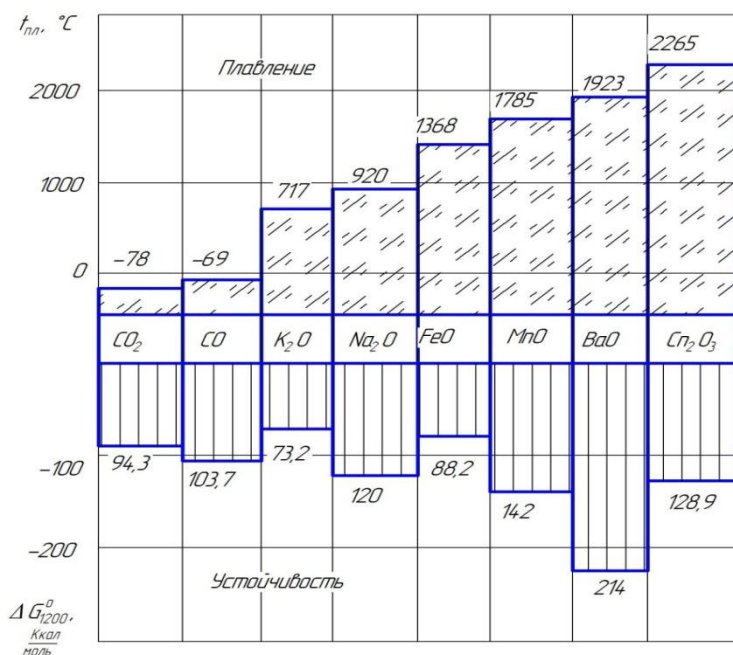 t пл, °C
2265
Плавление
1923
2000
1785
1368
1000
920
717
–78
–69
0
CO₂
CO
K₂O
Na₂O
FeO
MnO
BaO
Cп₂O₃
–100
94,3
103,7
73,2
120
88,2
142
128,9
–200
Устойчивость
214
ΔG⁰₁₂₀₀,
Ккал
моль